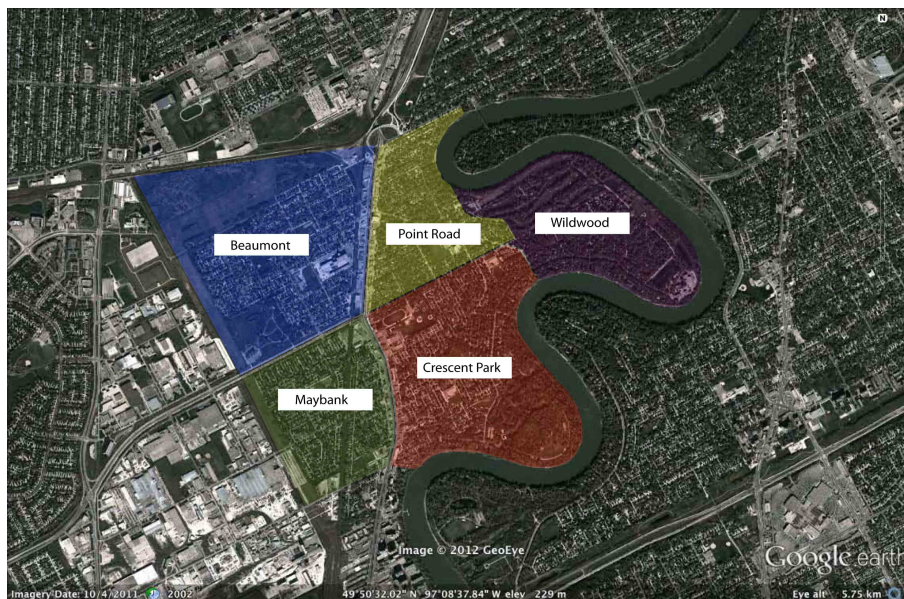 N
Wildwood
Point Road
Beaumont
Crescent Park
Maybank
Image © 2012 GeoEye
Google earth
Imagery Date: 10/4/2011 2002 49°50'32.02" N 97°08'37.84" W elev 229 m Eye alt 5.75 km